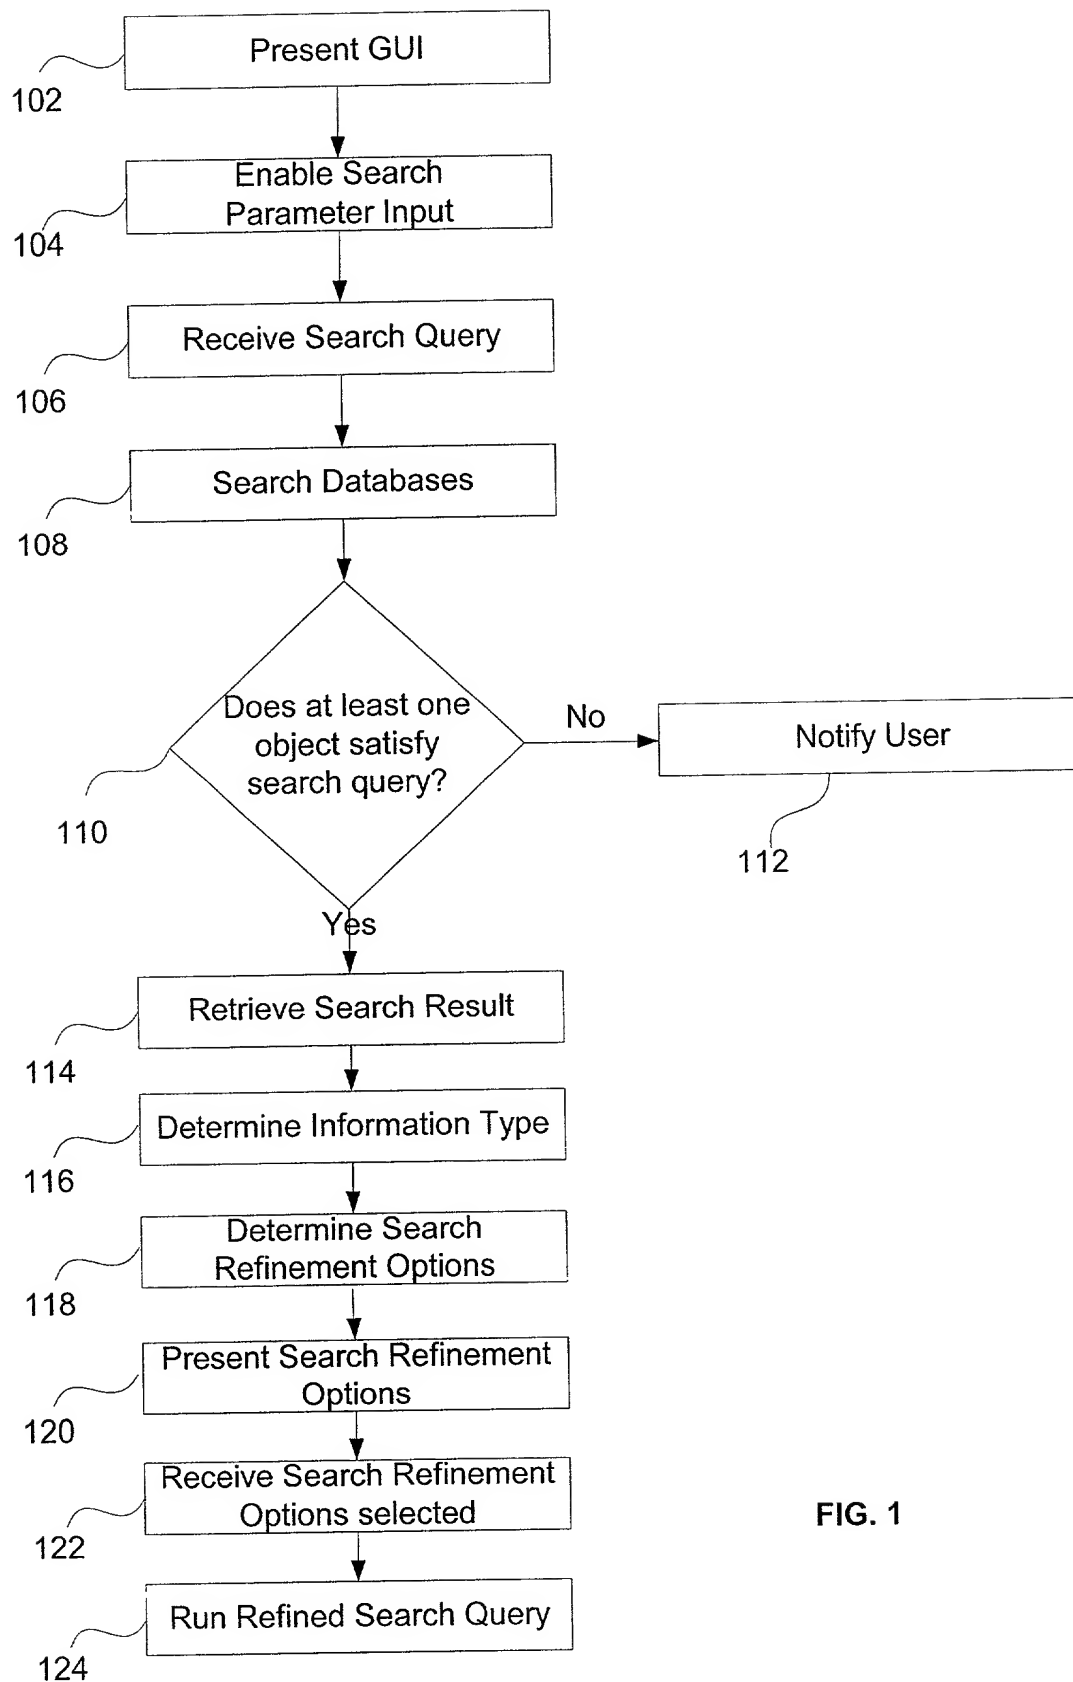 Present GUI
102
Enable Search
Parameter Input
104
Receive Search Query
106
Search Databases
108
Does at least one
object satisfy
search query?
110
No
Notify User
112
Yes
Retrieve Search Result
114
Determine Information Type
116
Determine Search
Refinement Options
118
Present Search Refinement
Options
120
Receive Search Refinement
Options selected
122
Run Refined Search Query
124
FIG. 1